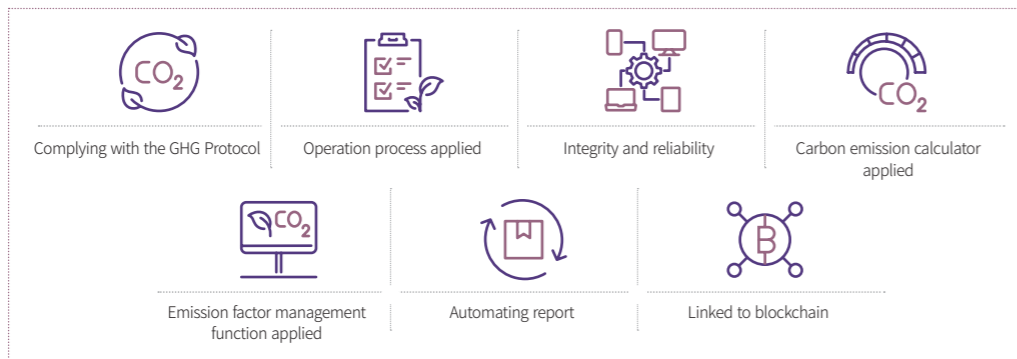 CO2
CO2
Complying with the GHG Protocol
Operation process applied
Integrity and reliability
Carbon emission calculator
applied
CO2
B
Emission factor management
function applied
Automating report
Linked to blockchain